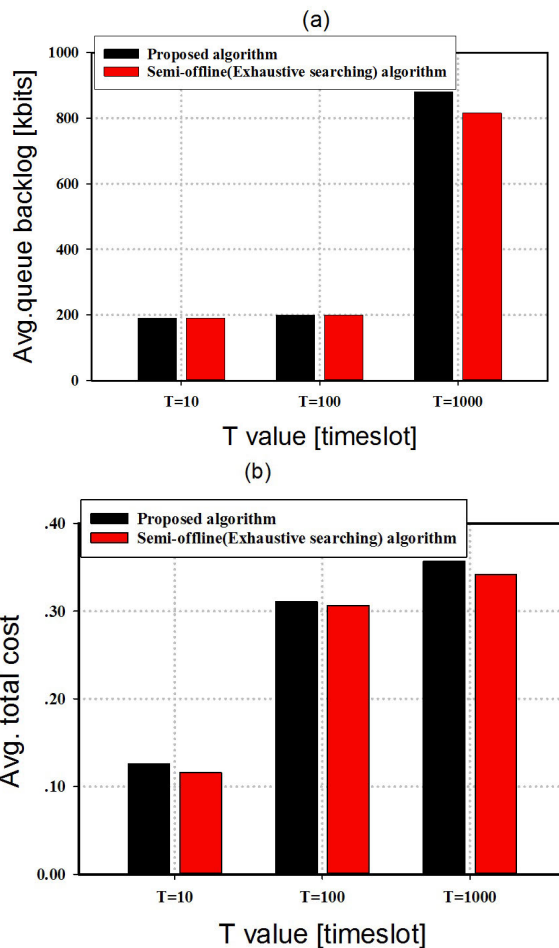 (a)
1000
Proposed algorithm
Semi-offline(Exhaustive searching) algorithm
800
600
400
200
0
Avg.queue backlog [kbits]
T=10 T=100 T=1000
T value [timeslot]
(b)
.40
Proposed algorithm
Semi-offline(Exhaustive searching) algorithm
.30
.20
.10
0.00
Avg. total cost
T=10 T=100 T=1000
T value [timeslot]